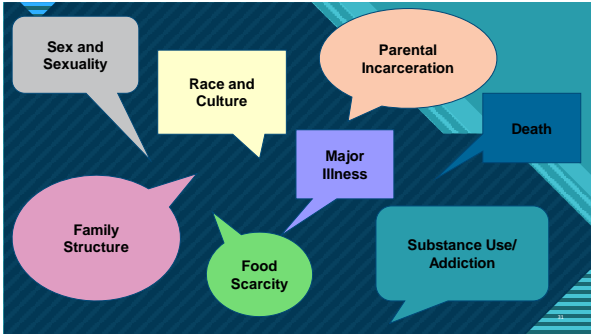 Sex and
Sexuality
Race and
Culture
Parental
Incarceration
Death
Major
Illness
Family
Structure
Food
Scarcity
Substance Use/
Addiction